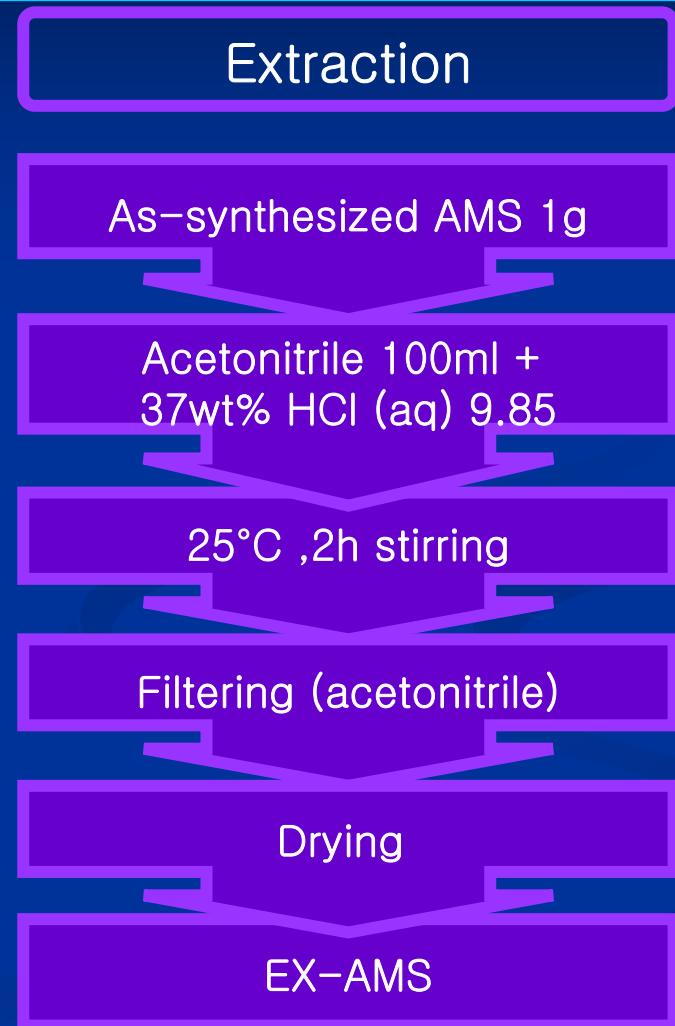 Extraction
As-synthesized AMS 1g
Acetonitrile 100ml +
37wt% HCl (aq) 9.85
25°C ,2h stirring
Filtering (acetonitrile)
Drying
EX-AMS